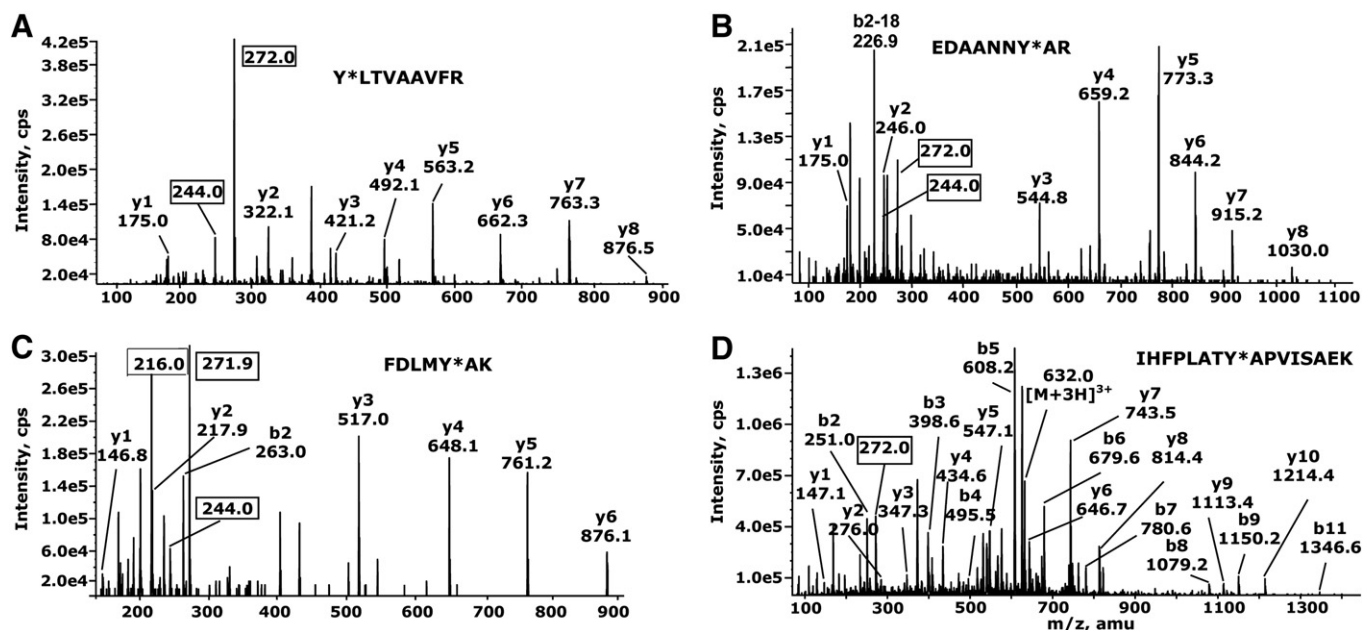 A
Intensity, cps
4.2e5
3.8e5
3.2e5
2.6e5
2.0e5
1.4e5
8.0e4
2.0e4
272.0
Y*LTVAAVFR
y1
175.0
244.0
y2
322.1
y3
421.2
y4
492.1
y5
563.2
y6
662.3
y7
763.3
y8
876.5
100 200 300 400 500 600 700 800 900
B
Intensity, cps
2.1e5
1.7e5
1.3e5
9.0e4
5.0e4
1.0e4
b2-18
226.9
EDAANNY*AR
y1
175.0
y2
246.0
272.0
244.0
y3
544.8
y4
659.2
y5
773.3
y6
844.2
y7
915.2
y8
1030.0
100 200 300 400 500 600 700 800 900 1000 1100
C
Intensity, cps
3.0e5
2.6e5
2.2e5
1.8e5
1.4e5
1.0e5
6.0e4
2.0e4
216.0
271.9
FDLMY*AK
y1
146.8
y2
217.9
b2
263.0
244.0
y3
517.0
y4
648.1
y5
761.2
y6
876.1
200 300 400 500 600 700 800 900
D
Intensity, cps
1.3e6
1.0e6
7.0e5
4.0e5
1.0e5
IHFPLATY*APVISAEK
b5
608.2
632.0
[M+3H]3+
b2
251.0
272.0
y1
147.1
y2
276.0
b3
398.6
y3
347.3
y4
434.6
b4
495.5
y5
547.1
y7
743.5
b6
679.6
y8
814.4
y6
646.7
b7
780.6
b8
1079.2
y9
1113.4
b9
1150.2
y10
1214.4
b11
1346.6
100 300 500 700 900 1100 1300
m/z, amu